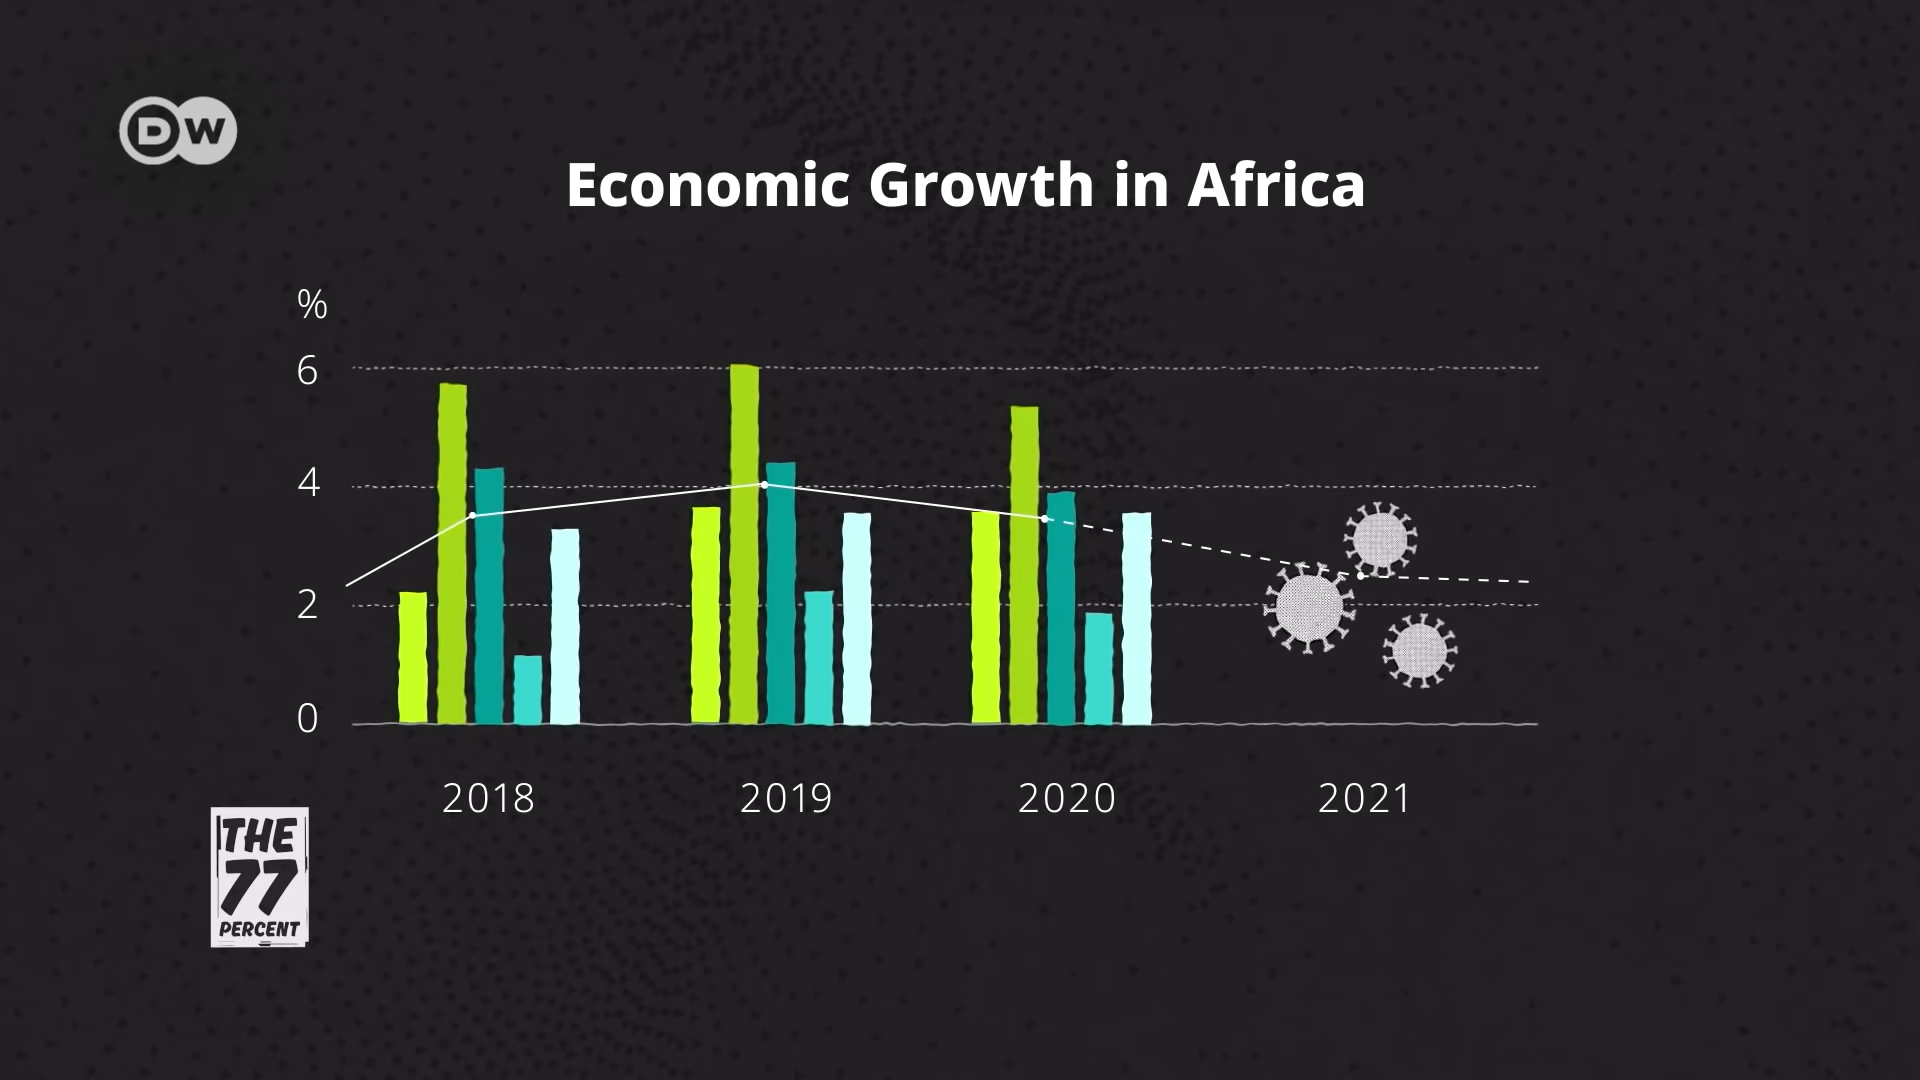 DW
Economic Growth in Africa
%
6
4
2
0
2018 2019 2020 2021
THE
77
PERCENT